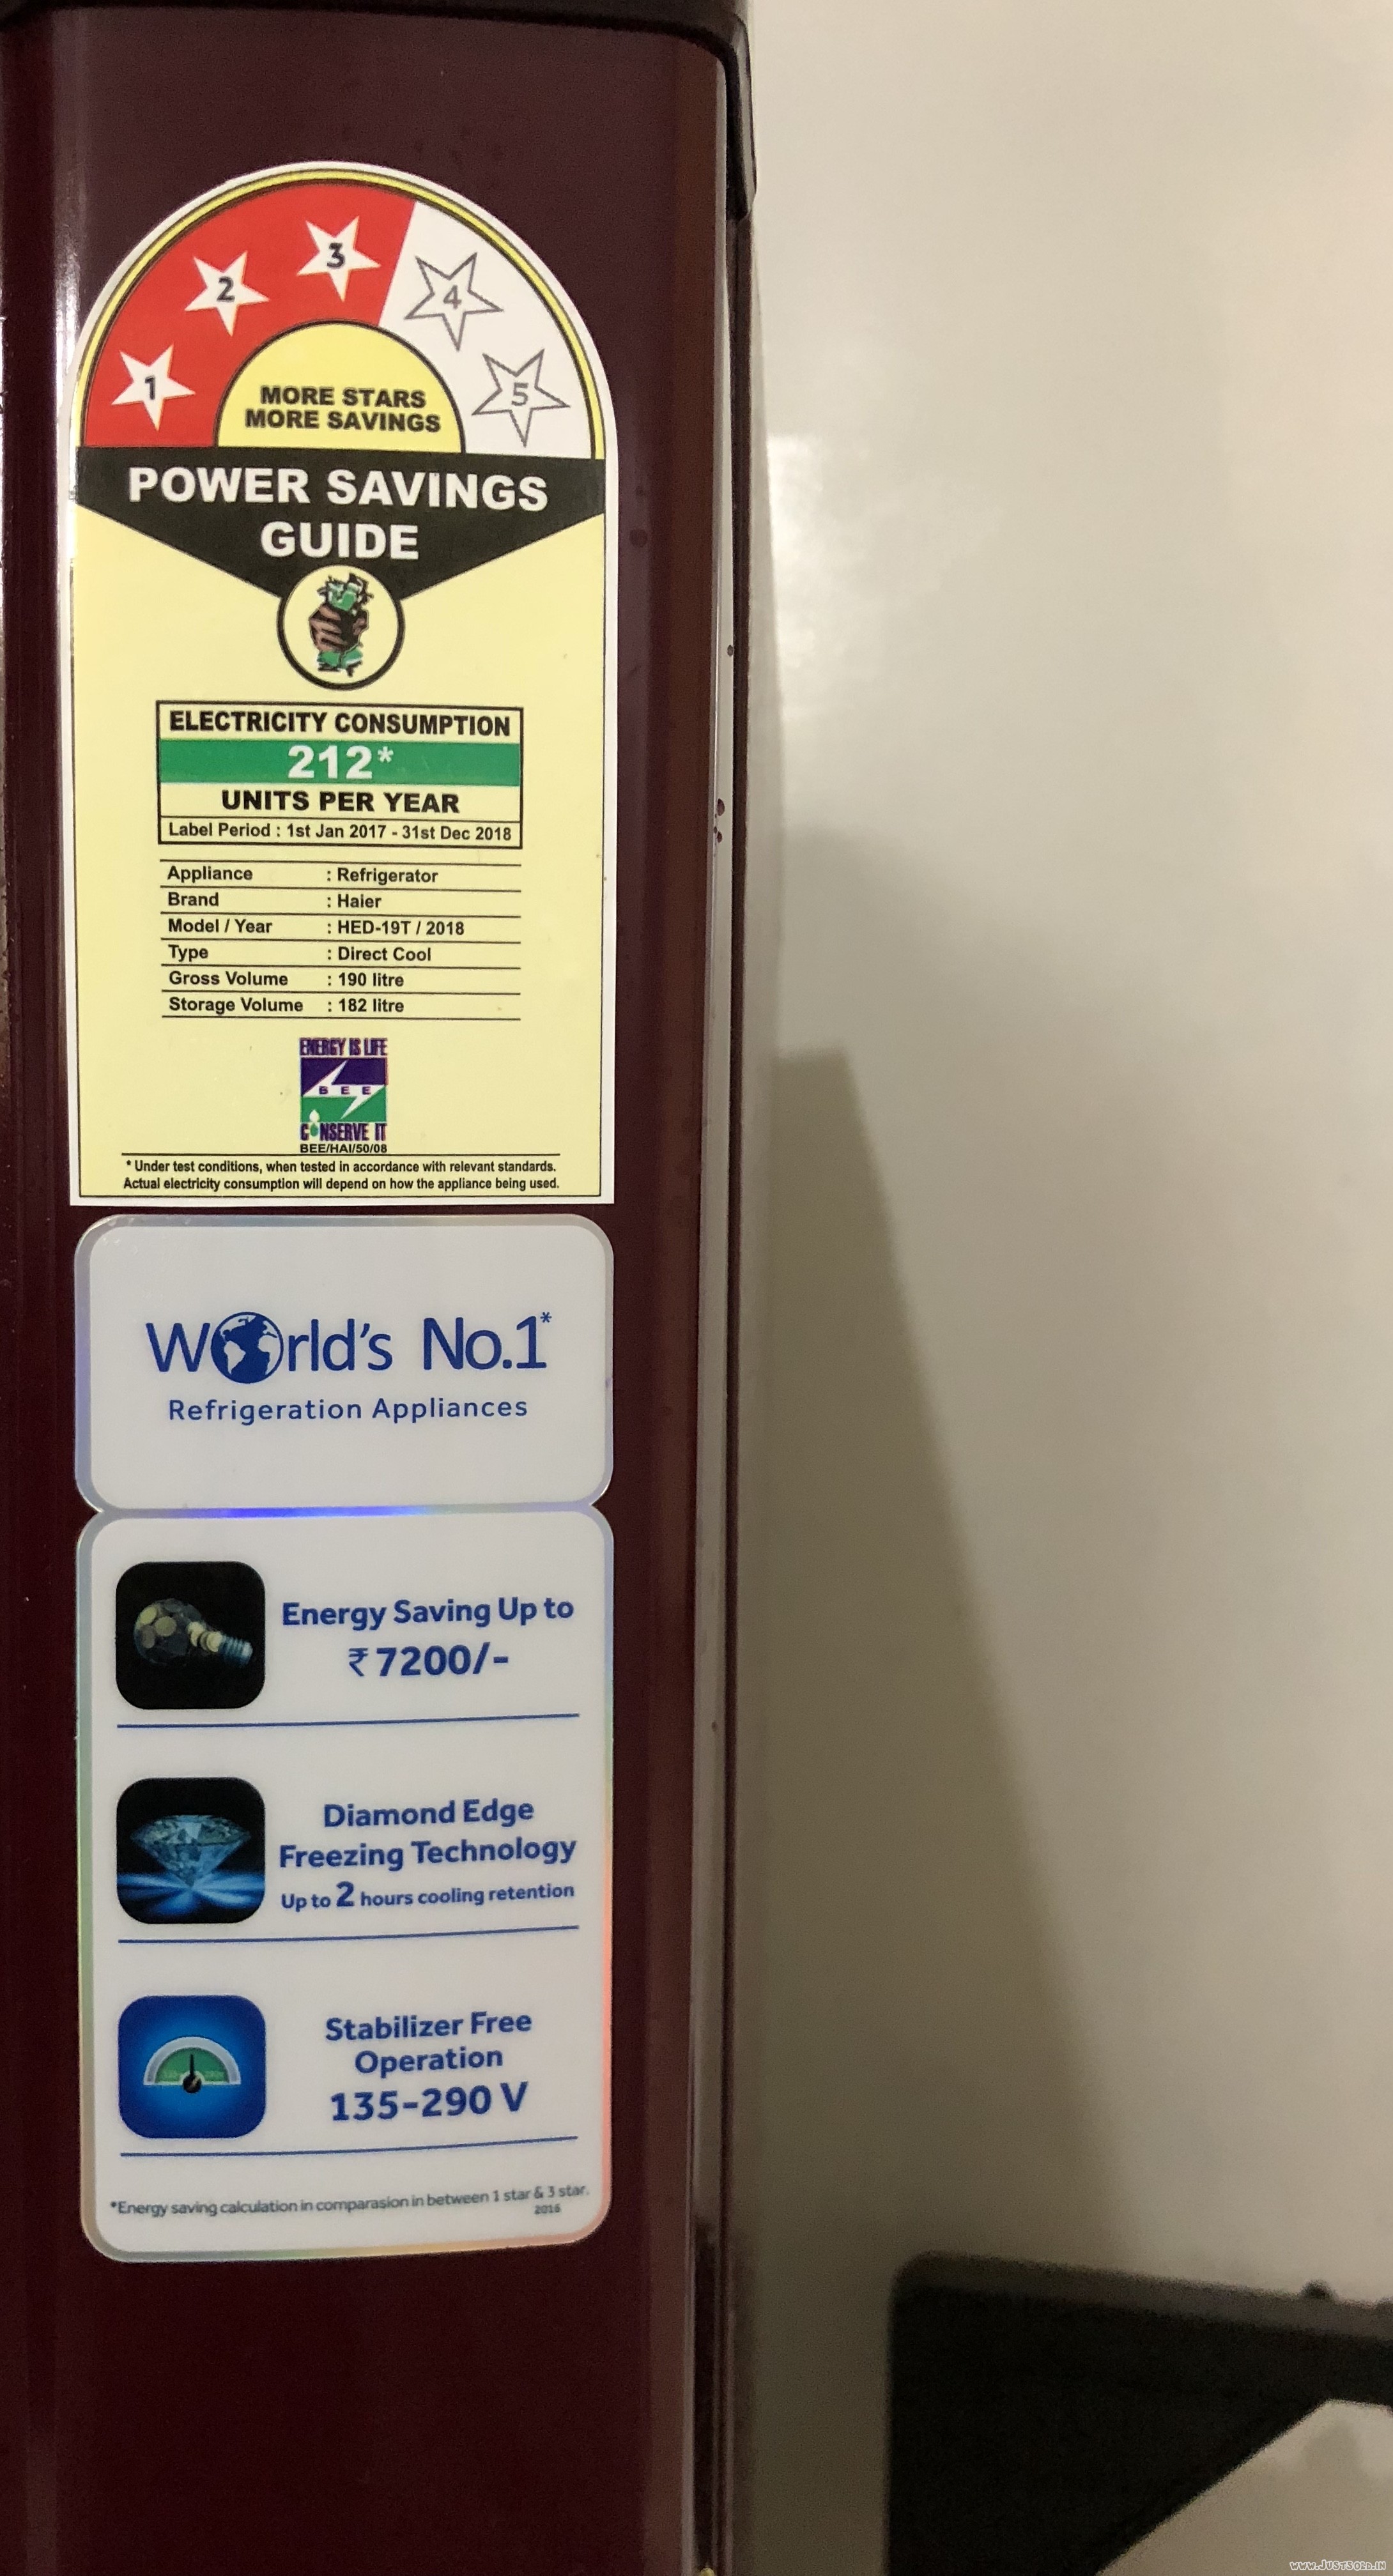 1
2
3
4
5
MORE STARS
MORE SAVINGS
POWER SAVINGS
GUIDE
ELECTRICITY CONSUMPTION
212*
UNITS PER YEAR
Label Period : 1st Jan 2017 - 31st Dec 2018
Appliance : Refrigerator
Brand : Haier
Model / Year : HED-19T / 2018
Type : Direct Cool
Gross Volume : 190 litre
Storage Volume : 182 litre
ENERGY IS LIFE
BEE
CONSERVE IT
BEE/HAI/50/08
* Under test conditions, when tested in accordance with relevant standards.
Actual electricity consumption will depend on how the appliance being used.
World's No.1*
Refrigeration Appliances
Energy Saving Up to
₹ 7200/-
Diamond Edge
Freezing Technology
Up to 2 hours cooling retention
Stabilizer Free
Operation
135-290 V
*Energy saving calculation in comparasion in between 1 star & 3 star.
2016
www.JustSold.in